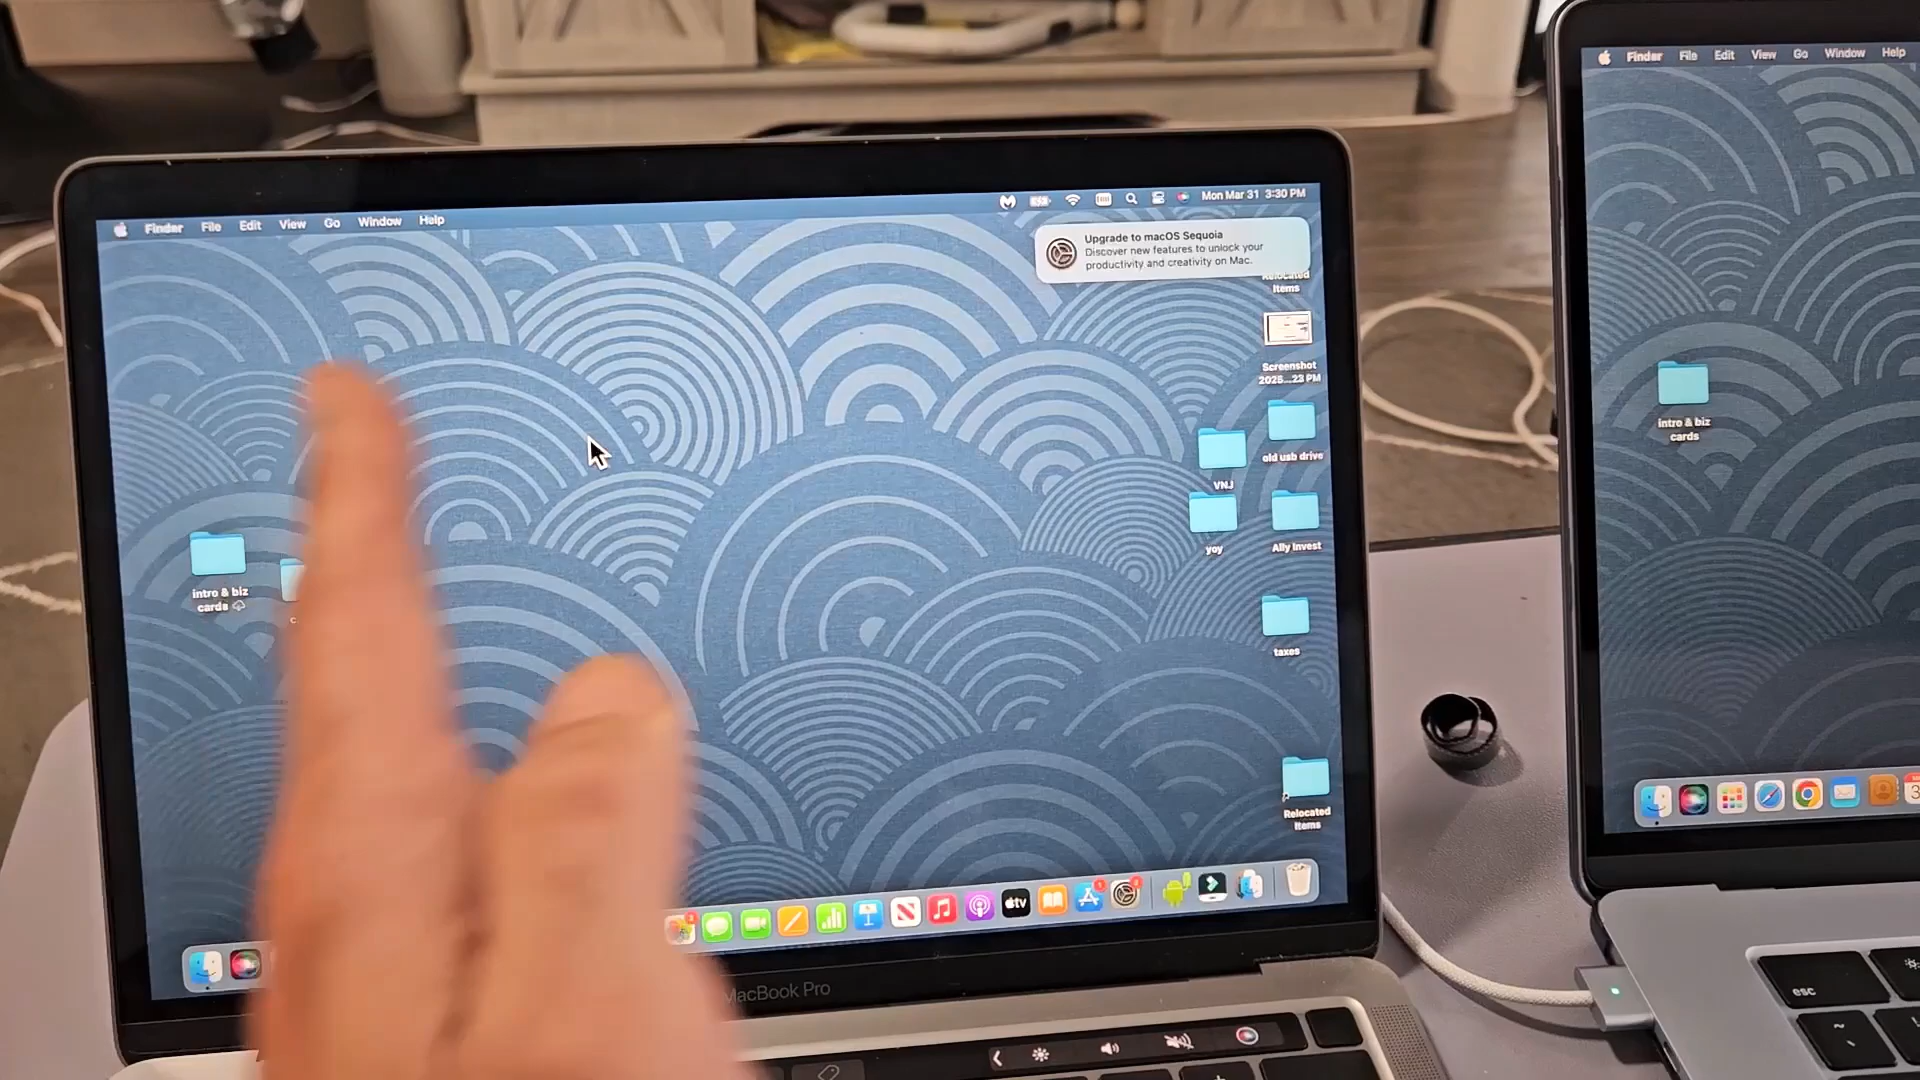 Finder File Edit View Go Window Help
Mon Mar 31 3:30 PM
Upgrade to macOS Sequoia
Discover new features to unlock your
productivity and creativity on Mac.
Relocated
Items
Screenshot
2025...23 PM
old usb drive
VNJ
yoy
Ally Invest
taxes
Relocated
Items
intro & biz
cards
tv
MacBook Pro
Finder File Edit View Go Window Help
intro & biz
cards
esc
~